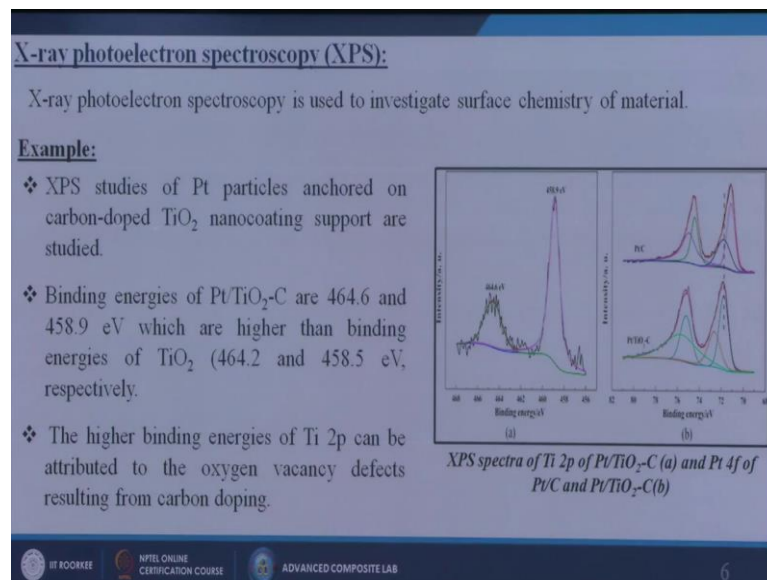 X-ray photoelectron spectroscopy (XPS):
X-ray photoelectron spectroscopy is used to investigate surface chemistry of material.
Example:
❖ XPS studies of Pt particles anchored on
carbon-doped TiO₂ nanocoating support are
studied.
❖ Binding energies of Pt/TiO₂-C are 464.6 and
458.9 eV which are higher than binding
energies of TiO₂ (464.2 and 458.5 eV,
respectively.
❖ The higher binding energies of Ti 2p can be
attributed to the oxygen vacancy defects
resulting from carbon doping.
458.9 eV
464.6 eV
Intensity/a. u.
Binding energy/eV
(a)
Pt/C
Pt/TiO₂-C
Intensity/a. u.
Binding energy/eV
(b)
XPS spectra of Ti 2p of Pt/TiO₂-C (a) and Pt 4f of
Pt/C and Pt/TiO₂-C(b)
IIT ROORKEE
NPTEL ONLINE
CERTIFICATION COURSE
ADVANCED COMPOSITE LAB
6